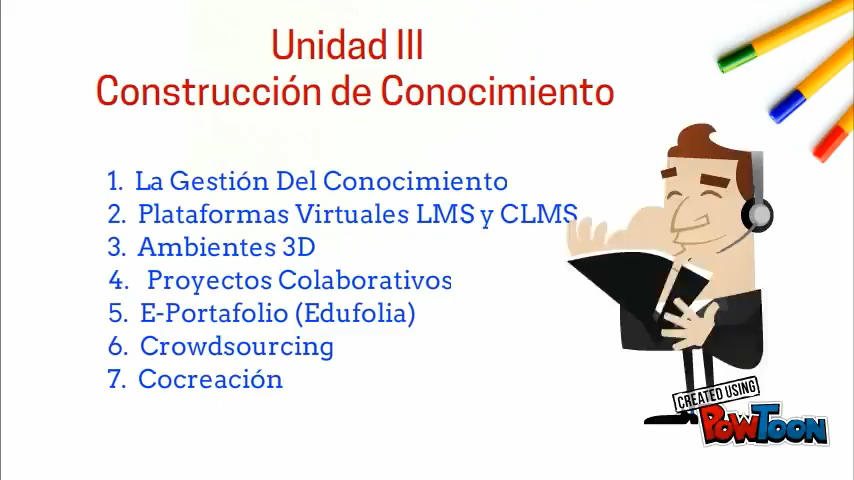 Unidad III
Construcción de Conocimiento
1. La Gestión Del Conocimiento
2. Plataformas Virtuales LMS y CLMS
3. Ambientes 3D
4. Proyectos Colaborativos
5. E-Portafolio (Edufolia)
6. Crowdsourcing
7. Cocreación
CREATED USING
POWTOON